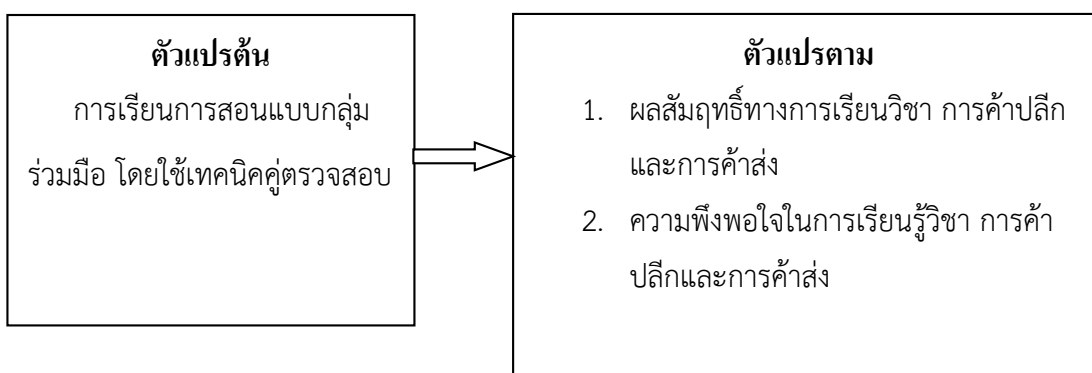 ตัวแปรต้น
การเรียนการสอนแบบกลุ่ม
ร่วมมือ โดยใช้เทคนิคคู่ตรวจสอบ
ตัวแปรตาม
1. ผลสัมฤทธิ์ทางการเรียนวิชา การค้าปลีก
และการค้าส่ง
2. ความพึงพอใจในการเรียนรู้วิชา การค้า
ปลีกและการค้าส่ง